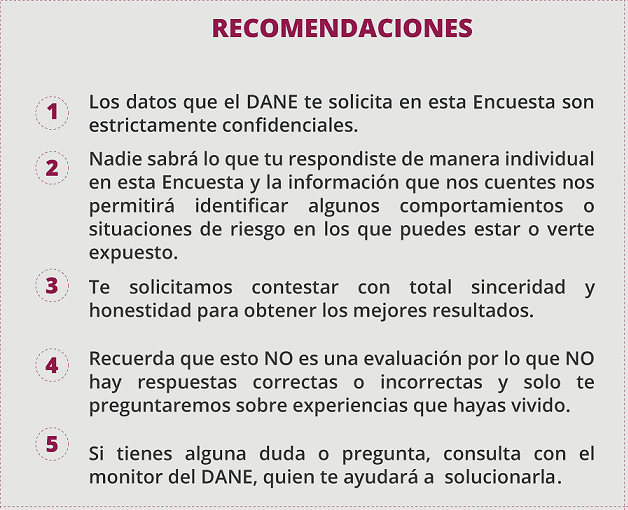 RECOMENDACIONES
1
Los datos que el DANE te solicita en esta Encuesta son
estrictamente confidenciales.
2
Nadie sabrá lo que tu respondiste de manera individual
en esta Encuesta y la información que nos cuentes nos
permitirá identificar algunos comportamientos o
situaciones de riesgo en los que puedes estar o verte
expuesto.
3
Te solicitamos contestar con total sinceridad y
honestidad para obtener los mejores resultados.
4
Recuerda que esto NO es una evaluación por lo que NO
hay respuestas correctas o incorrectas y solo te
preguntaremos sobre experiencias que hayas vivido.
5
Si tienes alguna duda o pregunta, consulta con el
monitor del DANE, quien te ayudará a solucionarla.